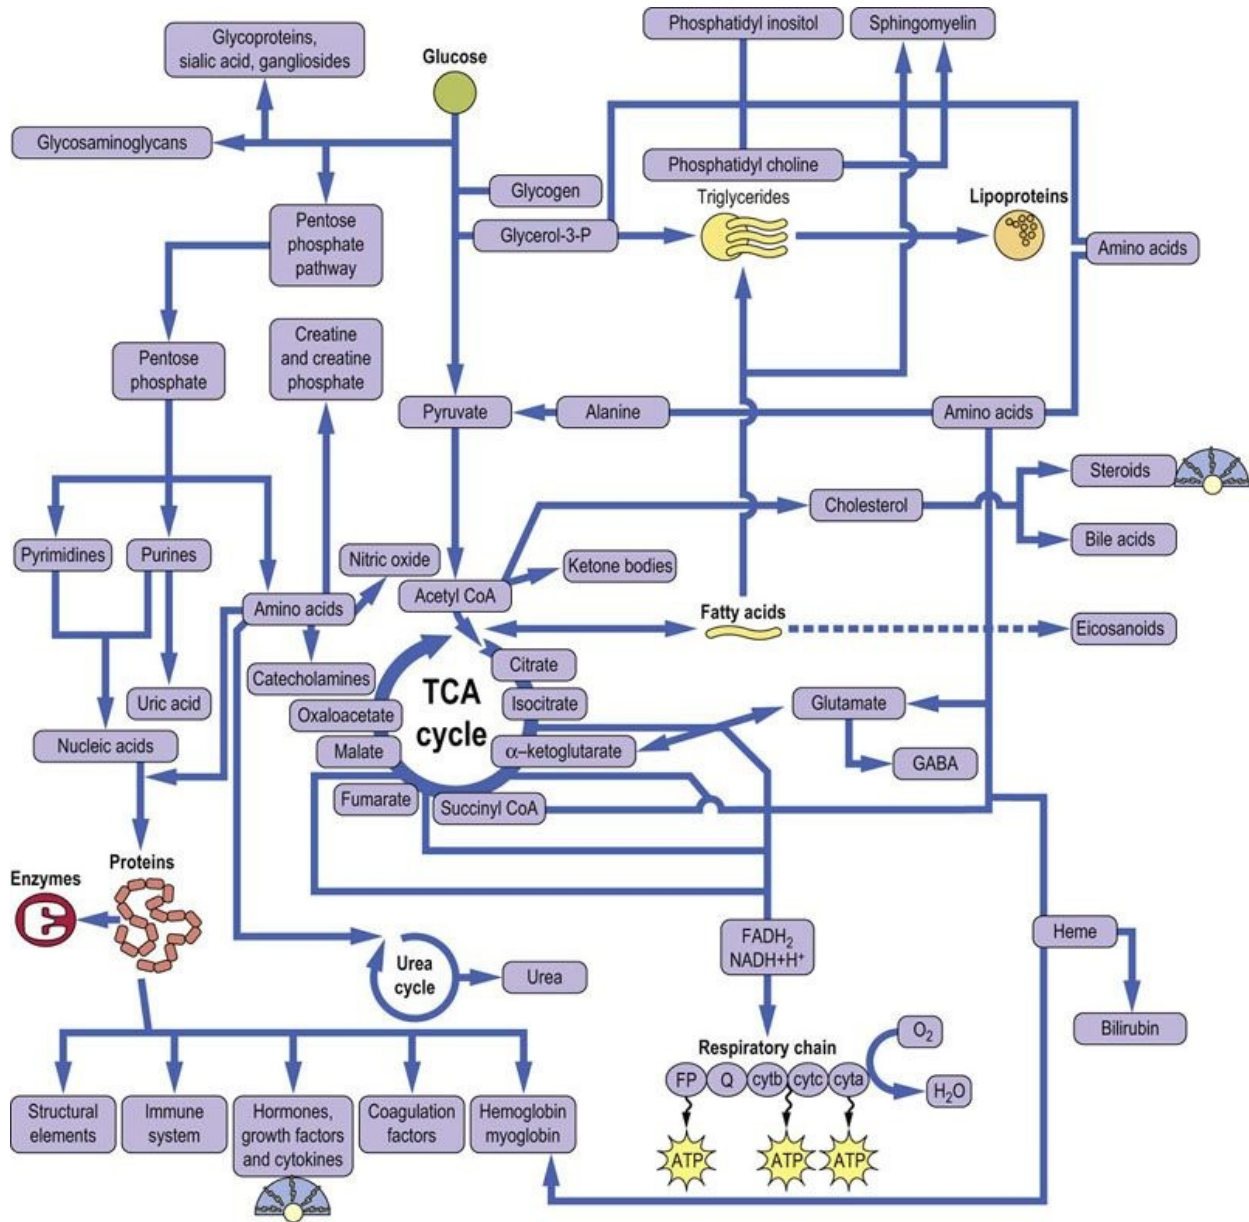 Phosphatidyl inositol
Sphingomyelin
Glycoproteins,
sialic acid, gangliosides
Glucose
Glycosaminoglycans
Phosphatidyl choline
Glycogen
Triglycerides
Lipoproteins
Pentose
phosphate
pathway
Glycerol-3-P
Amino acids
Creatine
and creatine
phosphate
Pentose
phosphate
Pyruvate
Alanine
Amino acids
Steroids
Cholesterol
Bile acids
Pyrimidines
Purines
Nitric oxide
Ketone bodies
Acetyl CoA
Amino acids
Fatty acids
Eicosanoids
Citrate
Catecholamines
TCA
cycle
Isocitrate
Uric acid
Oxaloacetate
Glutamate
Nucleic acids
Malate
α–ketoglutarate
GABA
Fumarate
Succinyl CoA
Proteins
Enzymes
FADH₂
NADH+H⁺
Heme
Urea
cycle
Urea
Bilirubin
O₂
Respiratory chain
FP
Q
cytb
cytc
cyta
H₂O
Structural
elements
Immune
system
Hormones,
growth factors
and cytokines
Coagulation
factors
Hemoglobin
myoglobin
ATP
ATP
ATP